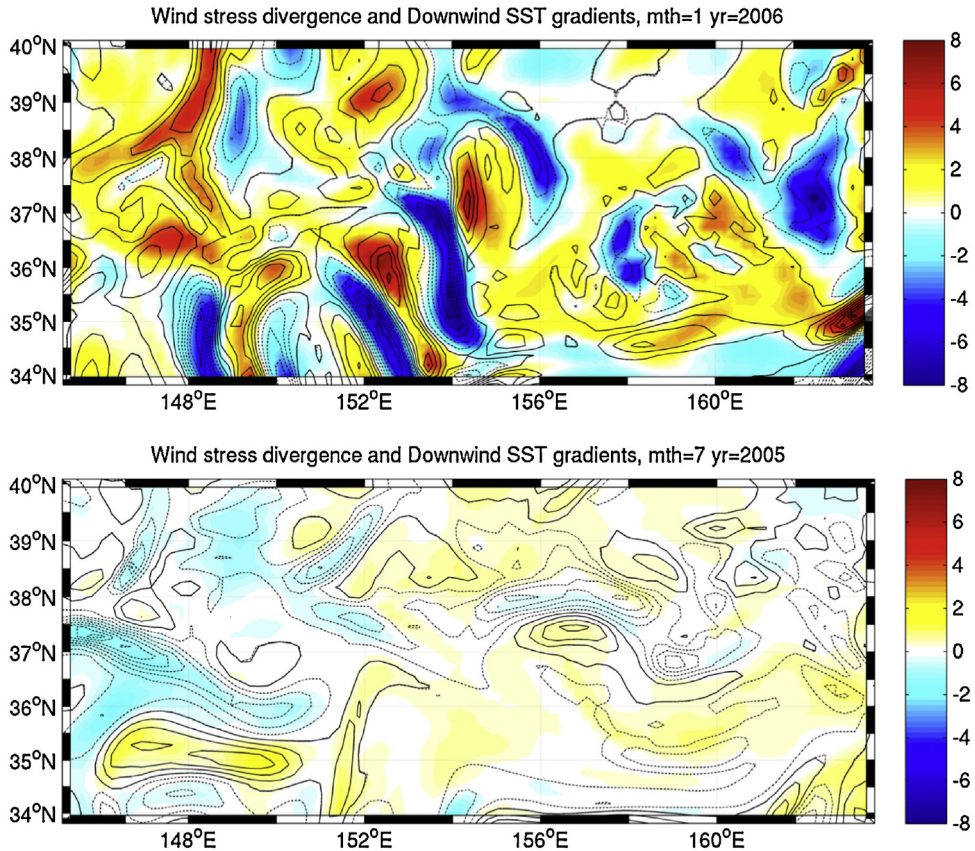 Wind stress divergence and Downwind SST gradients, mth=1 yr=2006
40°N
39°N
38°N
37°N
36°N
35°N
34°N
148°E 152°E 156°E 160°E
8
6
4
2
0
-2
-4
-6
-8
Wind stress divergence and Downwind SST gradients, mth=7 yr=2005
40°N
39°N
38°N
37°N
36°N
35°N
34°N
148°E 152°E 156°E 160°E
8
6
4
2
0
-2
-4
-6
-8